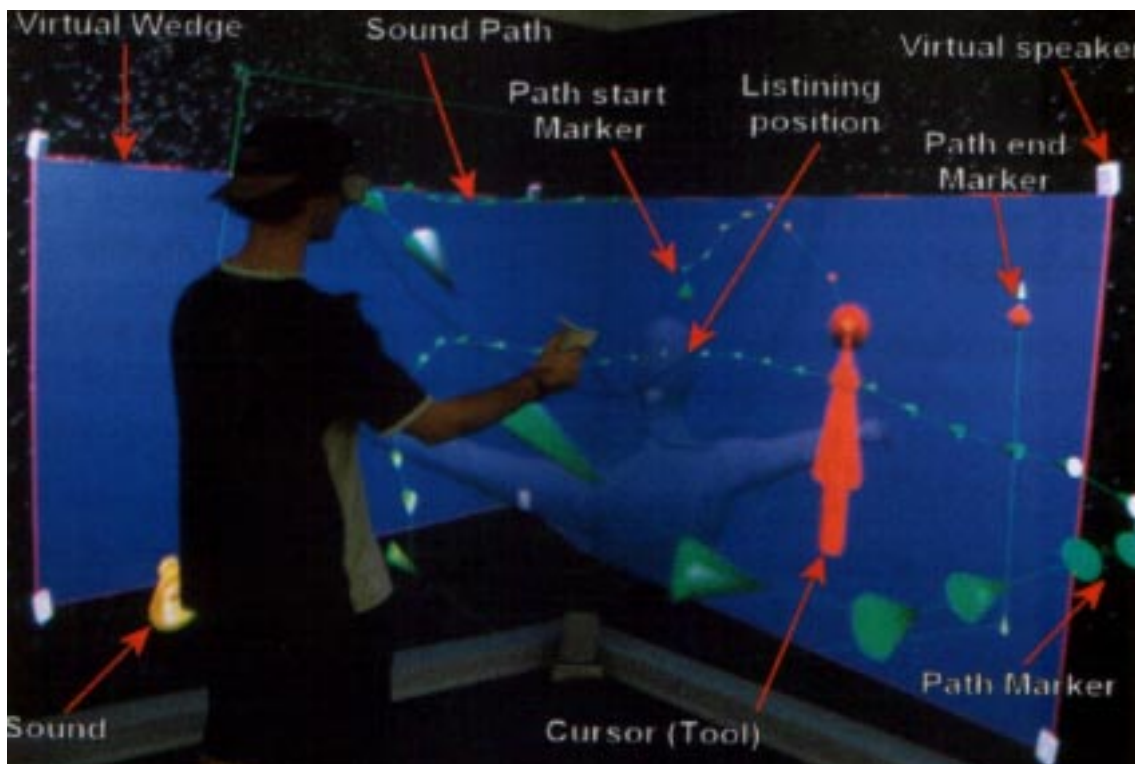 Virtual Wedge
Sound Path
Virtual speaker
Path start
Marker
Listining
position
Path end
Marker
Sound
Cursor (Tool)
Path Marker